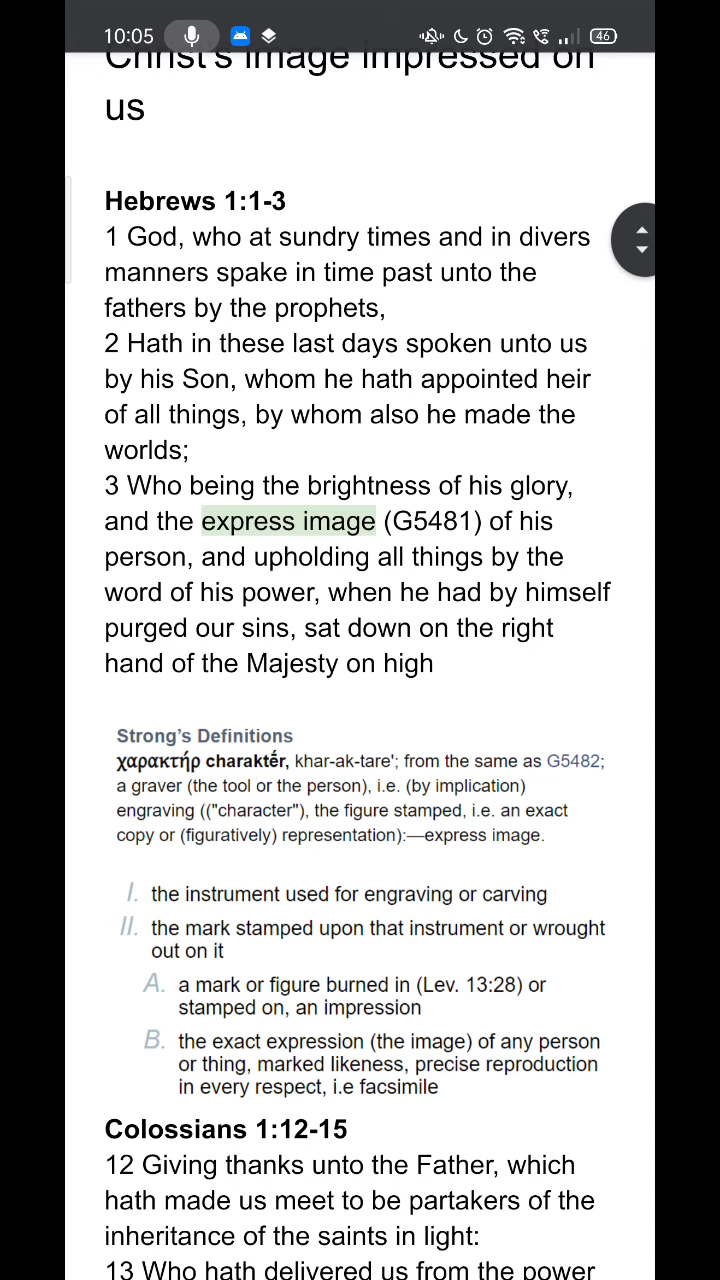 10:05
46
Christ's image impressed on
us
Hebrews 1:1-3
1 God, who at sundry times and in divers
manners spake in time past unto the
fathers by the prophets,
2 Hath in these last days spoken unto us
by his Son, whom he hath appointed heir
of all things, by whom also he made the
worlds;
3 Who being the brightness of his glory,
and the express image (G5481) of his
person, and upholding all things by the
word of his power, when he had by himself
purged our sins, sat down on the right
hand of the Majesty on high
Strong's Definitions
χαρακτήρ charaktḗr, khar-ak-tare'; from the same as G5482;
a graver (the tool or the person), i.e. (by implication)
engraving (("character"), the figure stamped, i.e. an exact
copy or (figuratively) representation):—express image.
I. the instrument used for engraving or carving
II. the mark stamped upon that instrument or wrought
out on it
A. a mark or figure burned in (Lev. 13:28) or
stamped on, an impression
B. the exact expression (the image) of any person
or thing, marked likeness, precise reproduction
in every respect, i.e facsimile
Colossians 1:12-15
12 Giving thanks unto the Father, which
hath made us meet to be partakers of the
inheritance of the saints in light:
13 Who hath delivered us from the power